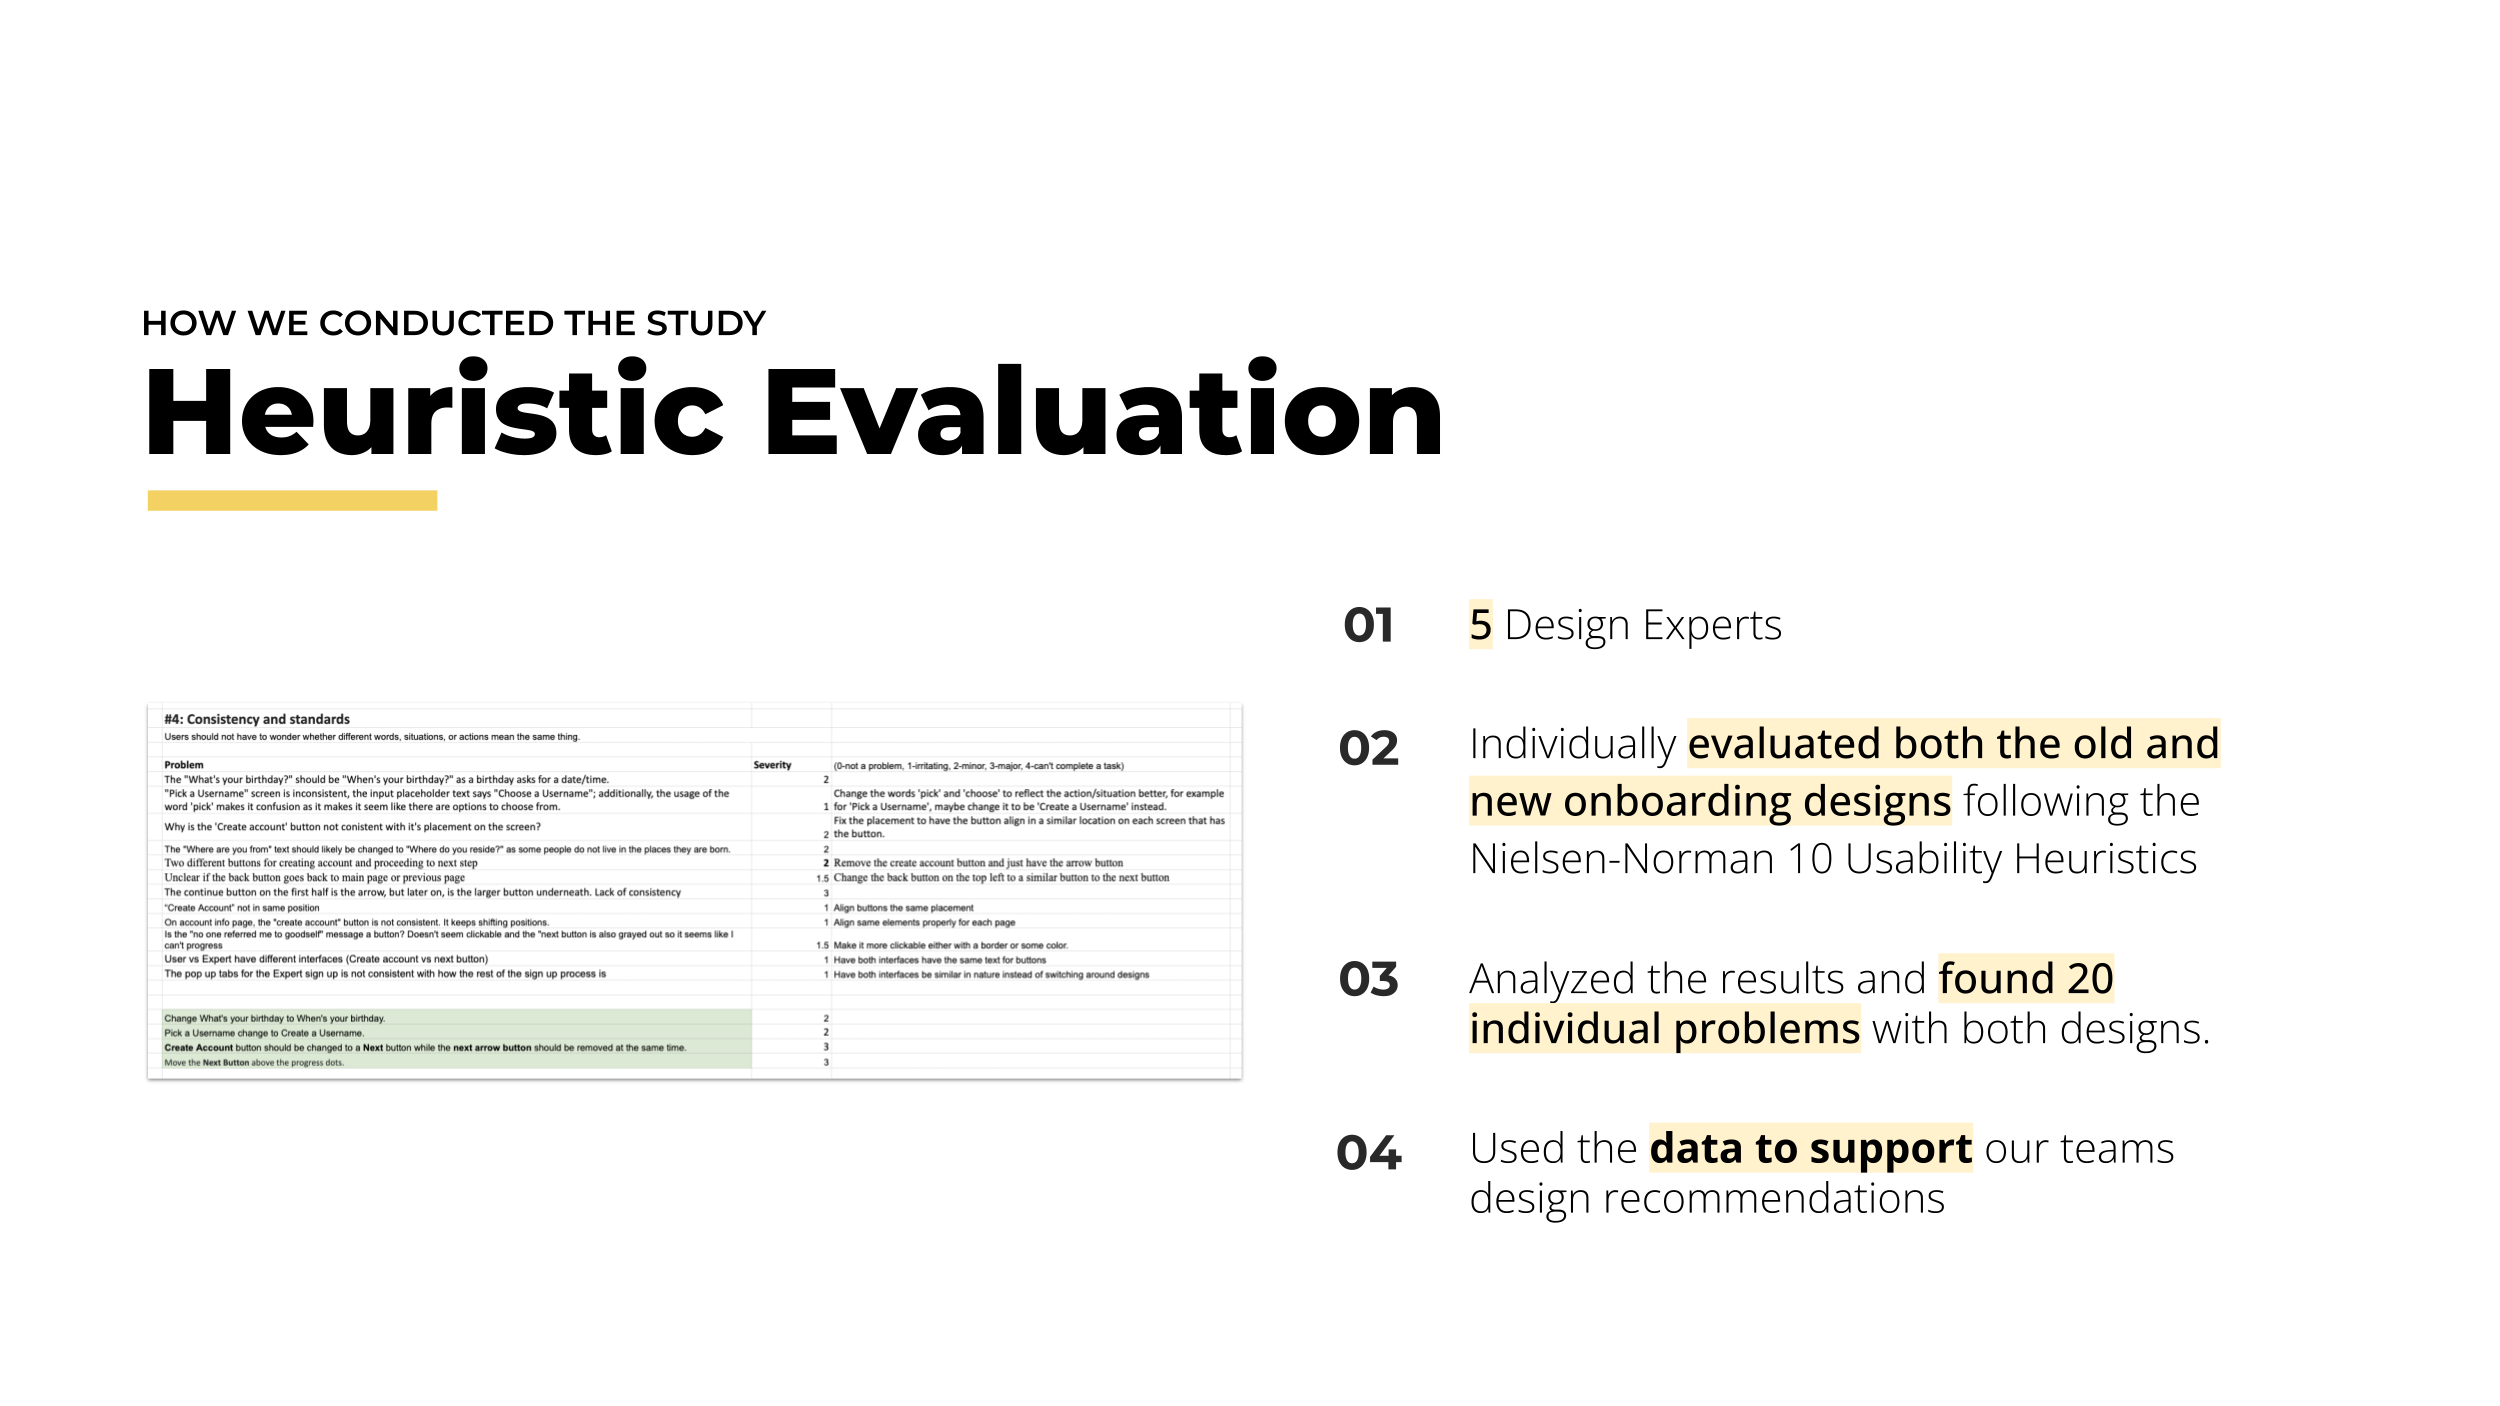 HOW WE CONDUCTED THE STUDY
Heuristic Evaluation
#4: Consistency and standards
Users should not have to wonder whether different words, situations, or actions mean the same thing.
Problem Severity (0-not a problem, 1-irritating, 2-minor, 3-major, 4-can't complete a task)
The "What's your birthday?" should be "When's your birthday?" as a birthday asks for a date/time. 2
"Pick a Username" screen is inconsistent, the input placeholder text says "Choose a Username"; additionally, the usage of the
word 'pick' makes it confusion as it makes it seem like there are options to choose from. 1
Change the words 'pick' and 'choose' to reflect the action/situation better, for example
for 'Pick a Username', maybe change it to be 'Create a Username' instead.
Why is the 'Create account' button not conistent with it's placement on the screen? 2
Fix the placement to have the button align in a similar location on each screen that has
the button.
The "Where are you from" text should likely be changed to "Where do you reside?" as some people do not live in the places they are born. 2
Two different buttons for creating account and proceeding to next step 2 Remove the create account button and just have the arrow button
Unclear if the back button goes back to main page or previous page 1.5 Change the back button on the top left to a similar button to the next button
The continue button on the first half is the arrow, but later on, is the larger button underneath. Lack of consistency 3
"Create Account" not in same position 1 Align buttons the same placement
On account info page, the "create account" button is not consistent. It keeps shifting positions. 1 Align same elements properly for each page
Is the "no one referred me to goodself" message a button? Doesn't seem clickable and the "next button is also grayed out so it seems like I
can't progress 1.5 Make it more clickable either with a border or some color.
User vs Expert have different interfaces (Create account vs next button) 1 Have both interfaces have the same text for buttons
The pop up tabs for the Expert sign up is not consistent with how the rest of the sign up process is 1 Have both interfaces be similar in nature instead of switching around designs
Change What's your birthday to When's your birthday. 2
Pick a Username change to Create a Username. 2
Create Account button should be changed to a Next button while the next arrow button should be removed at the same time. 3
Move the Next Button above the progress dots. 3
01 5 Design Experts
02 Individually evaluated both the old and
new onboarding designs following the
Nielsen-Norman 10 Usability Heuristics
03 Analyzed the results and found 20
individual problems with both designs.
04 Used the data to support our teams
design recommendations